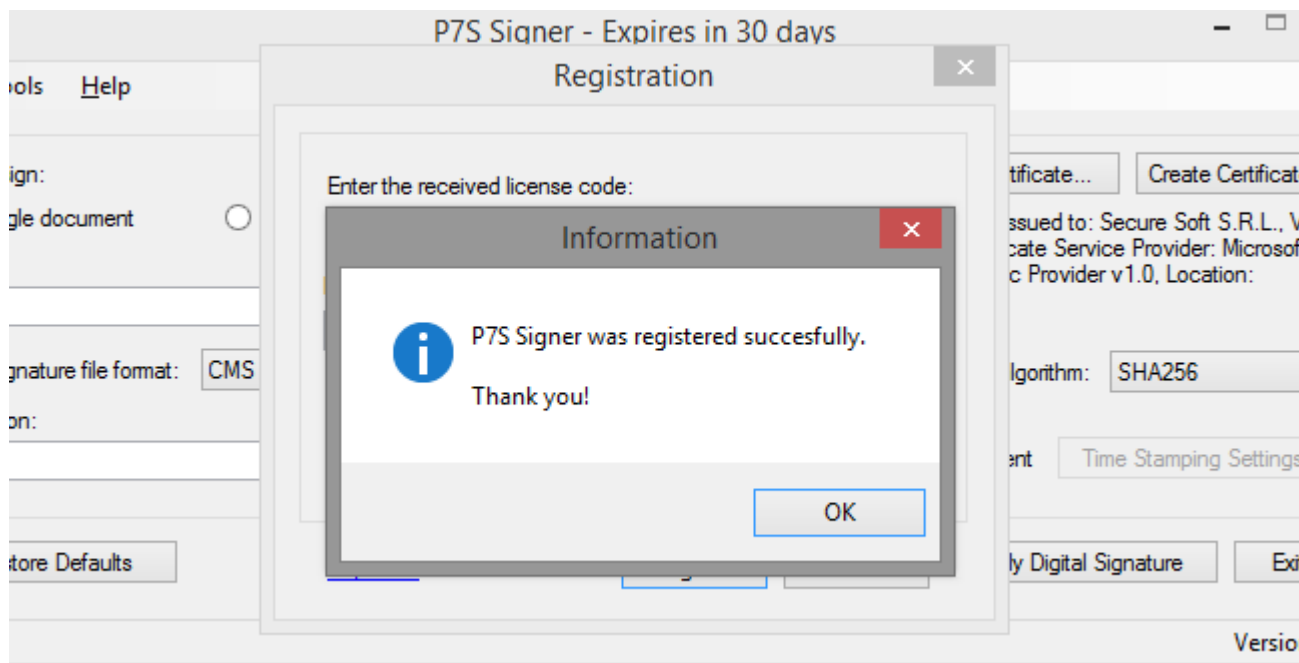 P7S Signer - Expires in 30 days
Registration
ools Help
ign:
gle document
Enter the received license code:
tificate... Create Certificat
ssued to: Secure Soft S.R.L., V
cate Service Provider: Microsof
c Provider v1.0, Location:
Information
P7S Signer was registered succesfully.
Thank you!
gnature file format: CMS
lgorithm: SHA256
on:
ent Time Stamping Settings
OK
tore Defaults
ly Digital Signature Exi
Versio